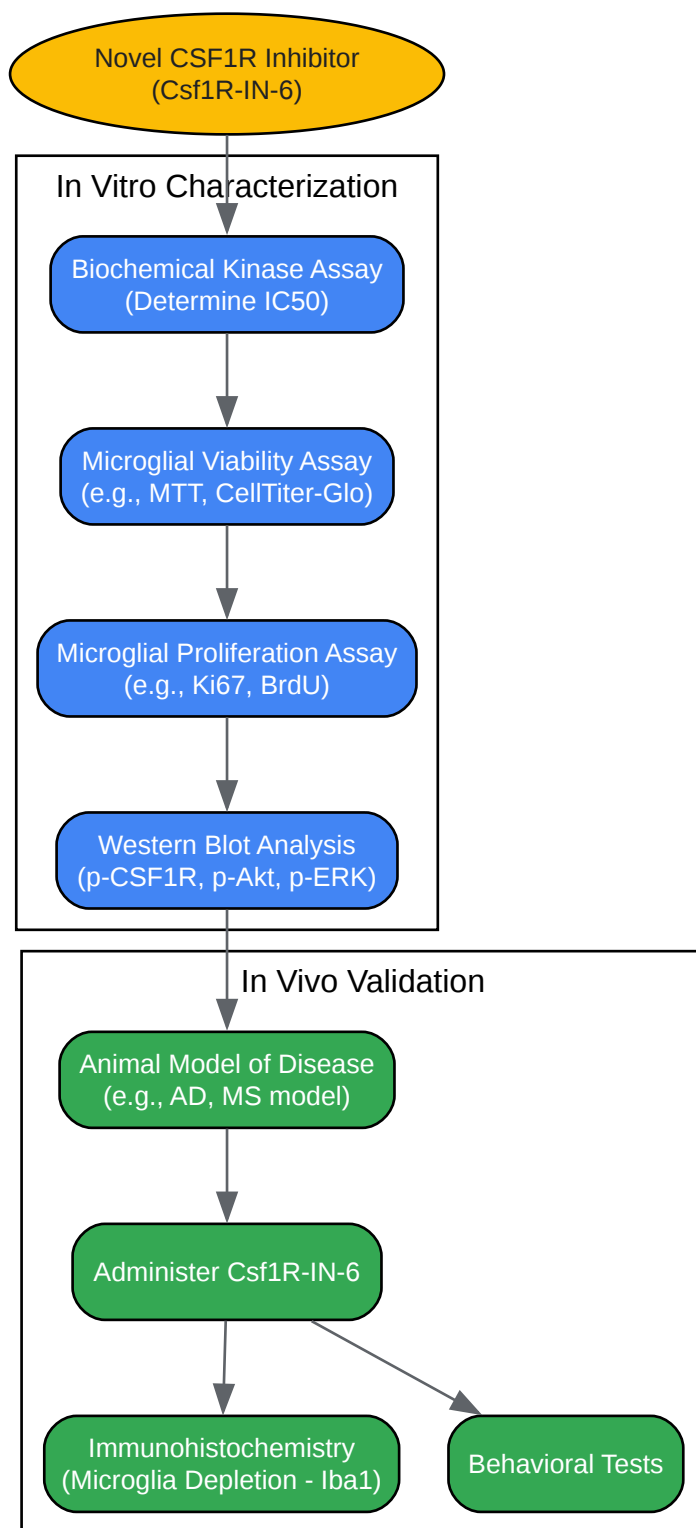 Novel CSF1R Inhibitor
(Csf1R-IN-6)
In Vitro Characterization
Biochemical Kinase Assay
(Determine IC50)
Microglial Viability Assay
(e.g., MTT, CellTiter-Glo)
Microglial Proliferation Assay
(e.g., Ki67, BrdU)
Western Blot Analysis
(p-CSF1R, p-Akt, p-ERK)
In Vivo Validation
Animal Model of Disease
(e.g., AD, MS model)
Administer Csf1R-IN-6
Immunohistochemistry
(Microglia Depletion - Iba1)
Behavioral Tests